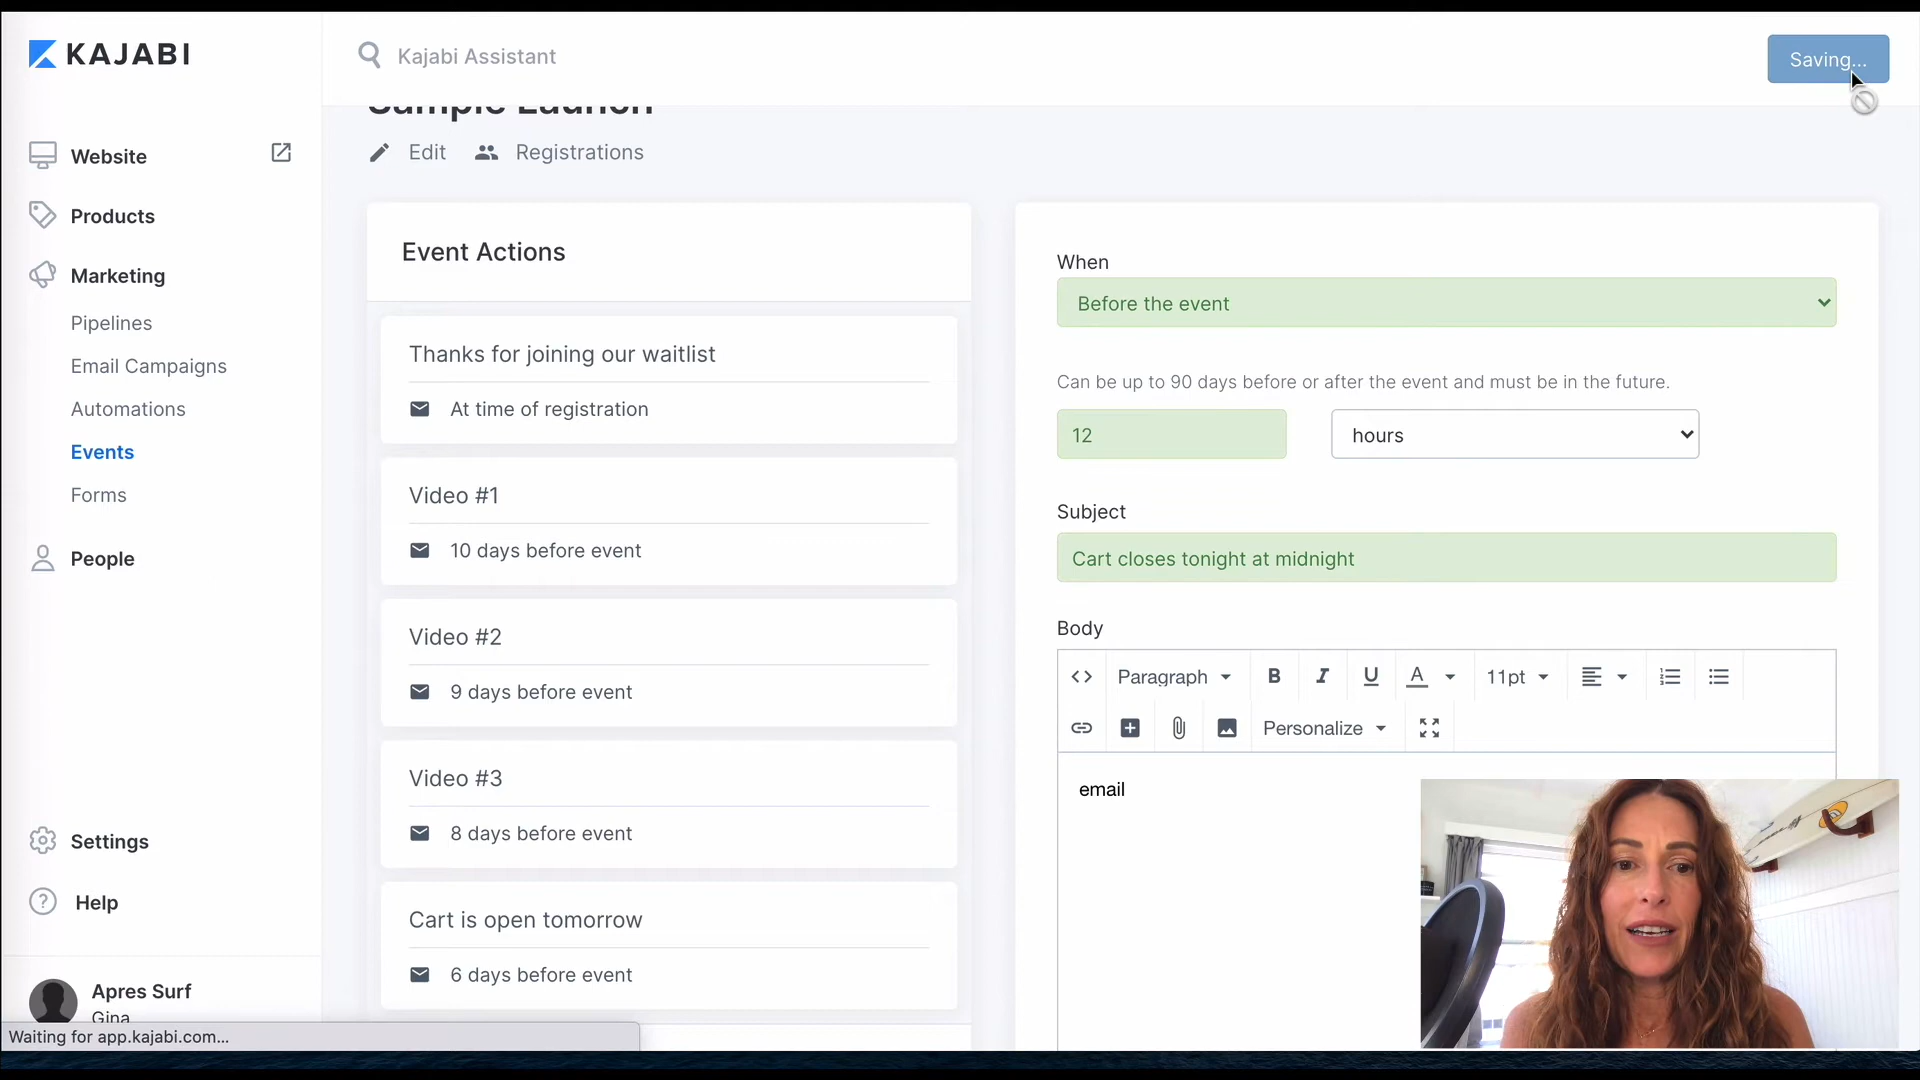 KAJABI
Kajabi Assistant
Saving...
Sample Launch
Edit
Registrations
Website
Products
Marketing
Pipelines
Email Campaigns
Automations
Events
Forms
People
Settings
Help
Apres Surf
Gina
Waiting for app.kajabi.com...
Event Actions
Thanks for joining our waitlist
At time of registration
Video #1
10 days before event
Video #2
9 days before event
Video #3
8 days before event
Cart is open tomorrow
6 days before event
When
Before the event
Can be up to 90 days before or after the event and must be in the future.
12
hours
Subject
Cart closes tonight at midnight
Body
Paragraph
B
I
U
A
11pt
Personalize
email